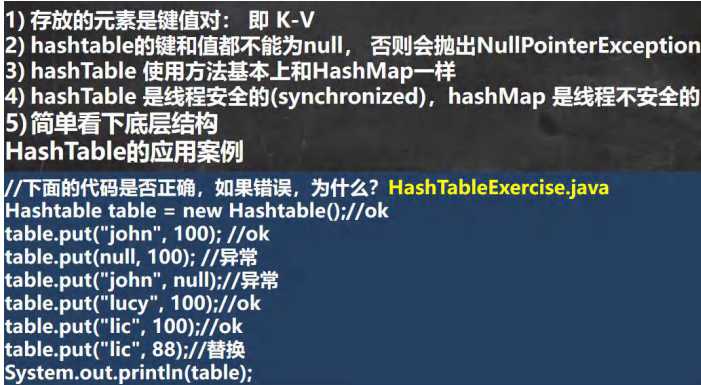 1) 存放的元素是键值对： 即 K-V
2) hashtable的键和值都不能为null， 否则会抛出NullPointerException
3) hashTable 使用方法基本上和HashMap一样
4) hashTable 是线程安全的(synchronized)，hashMap 是线程不安全的
5) 简单看下底层结构
HashTable的应用案例
//下面的代码是否正确，如果错误，为什么？HashTableExercise.java
Hashtable table = new Hashtable();//ok
table.put("john", 100); //ok
table.put(null, 100); //异常
table.put("john", null);//异常
table.put("lucy", 100);//ok
table.put("lic", 100);//ok
table.put("lic", 88);//替换
System.out.println(table);